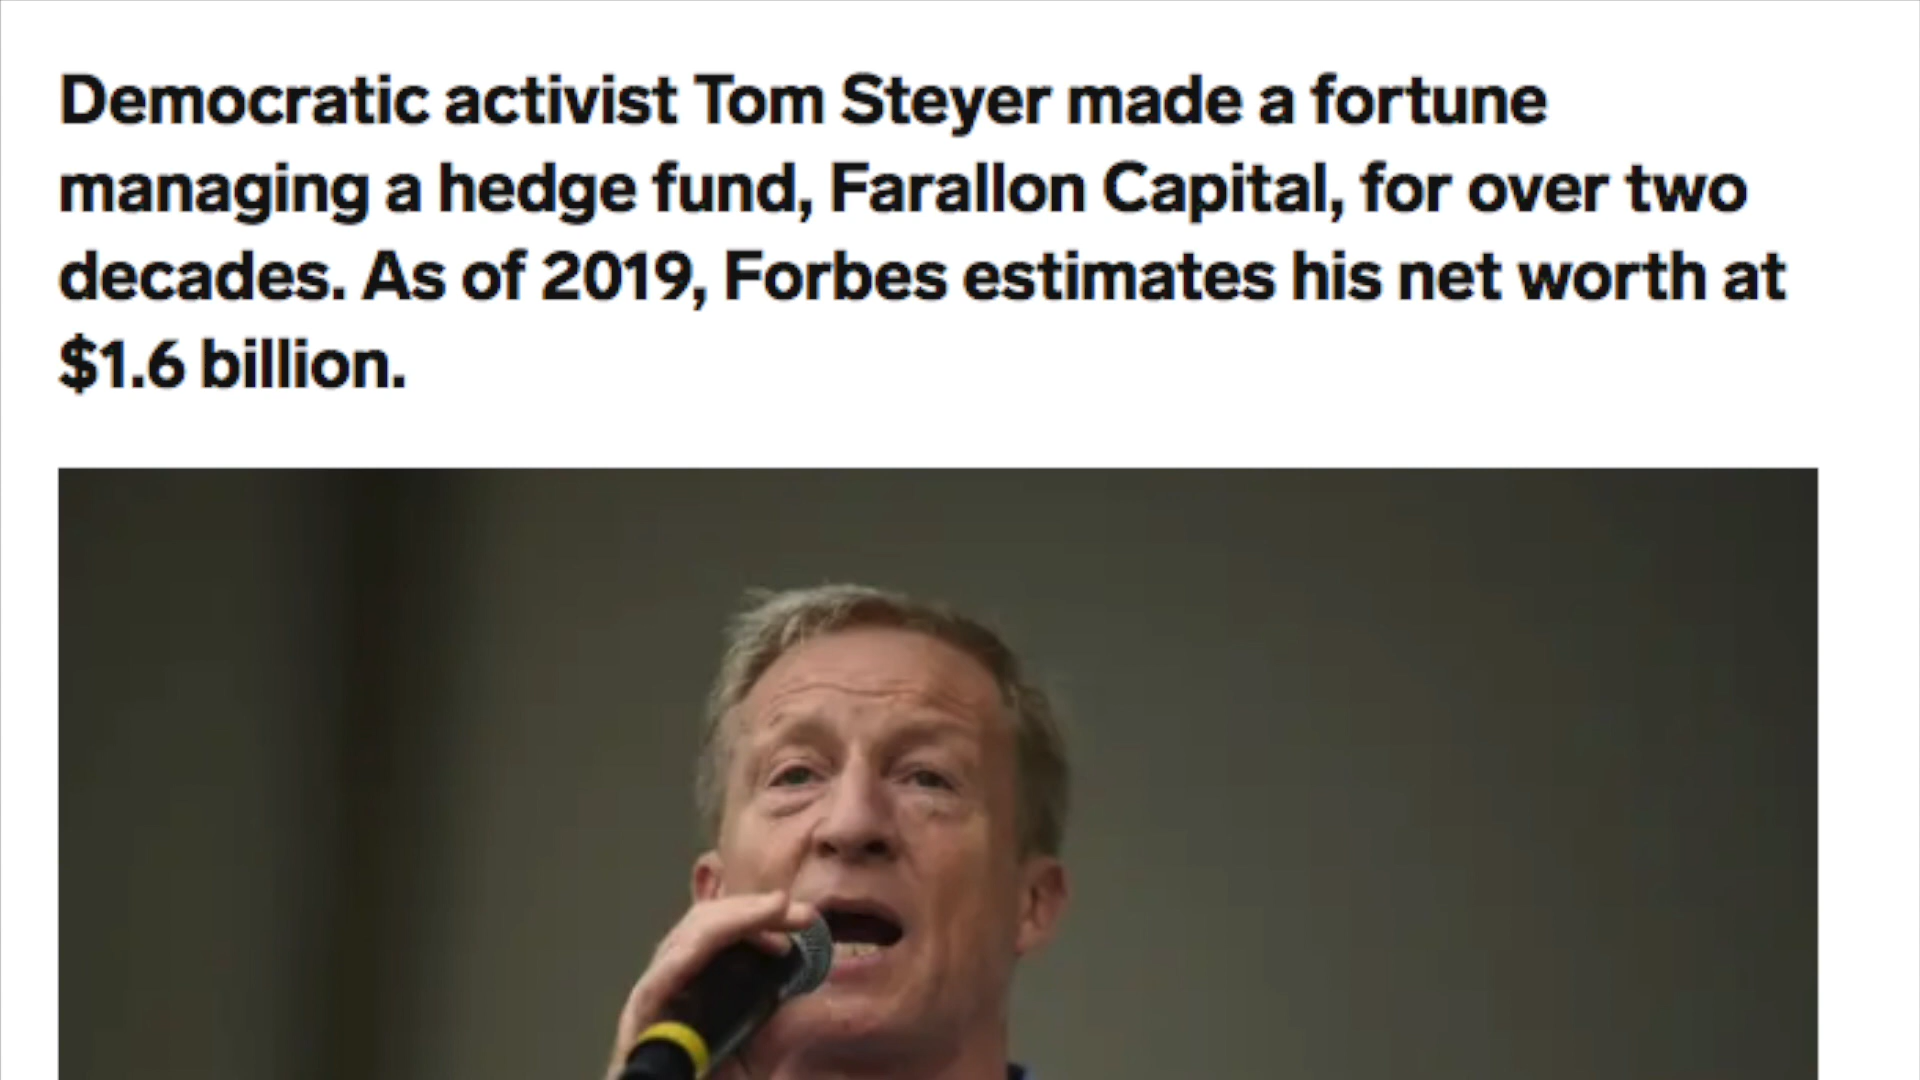 Democratic activist Tom Steyer made a fortune
managing a hedge fund, Farallon Capital, for over two
decades. As of 2019, Forbes estimates his net worth at
$1.6 billion.